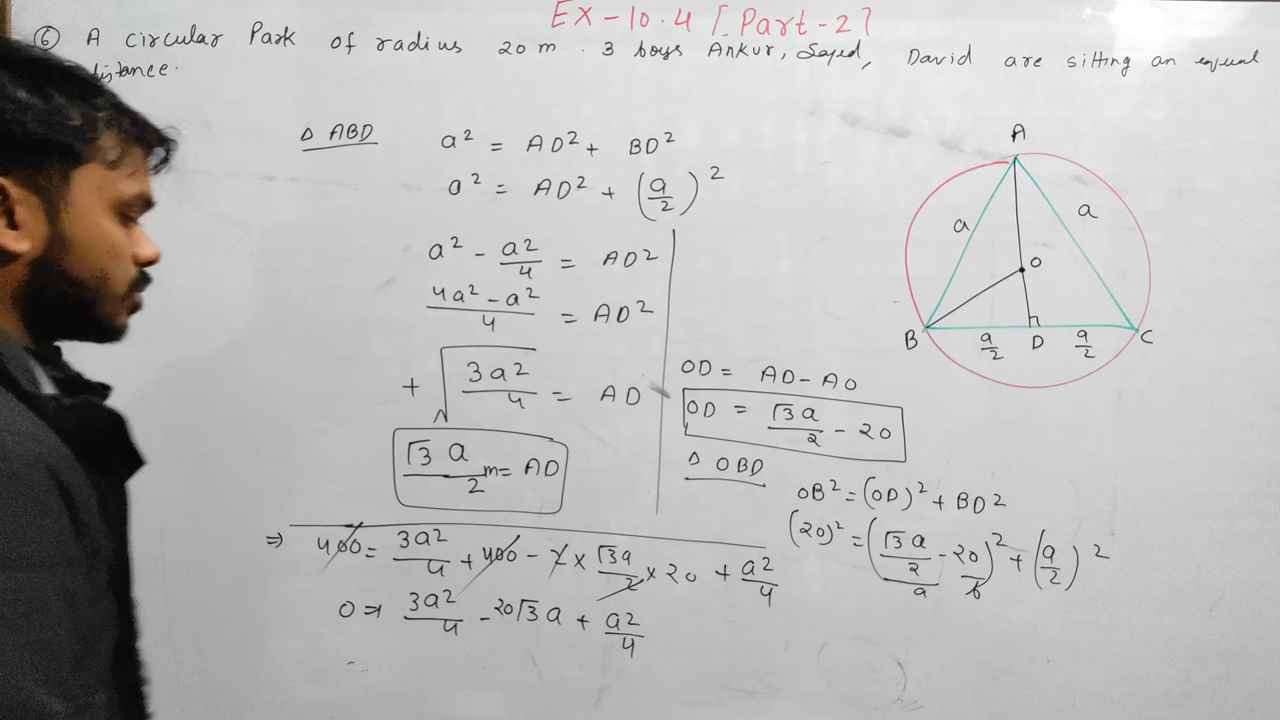 EX-10.4 [Part-2]
⑥ A circular Park of radius 20 m. 3 boys Ankur, Sayed, David are sitting an equal
distance.
Δ ABD
a² = AD² + BD²
a² = AD² + (a/2)²
a² - a²/4 = AD²
4a² - a²/4 = AD²
+ √3a²/4 = AD
√3 a/2 m = AD
OD = AD - AO
OD = √3a/2 - 20
Δ OBD
OB² = (OD)² + BD²
(20)² = (√3a/2 - 20)² + (a/2)²
a b
⇒ 400 = 3a²/4 + 400 - 2 × √3a/2 × 20 + a²/4
0 = 3a²/4 - 20√3a + a²/4
A
a a
O
B a/2 D a/2 C